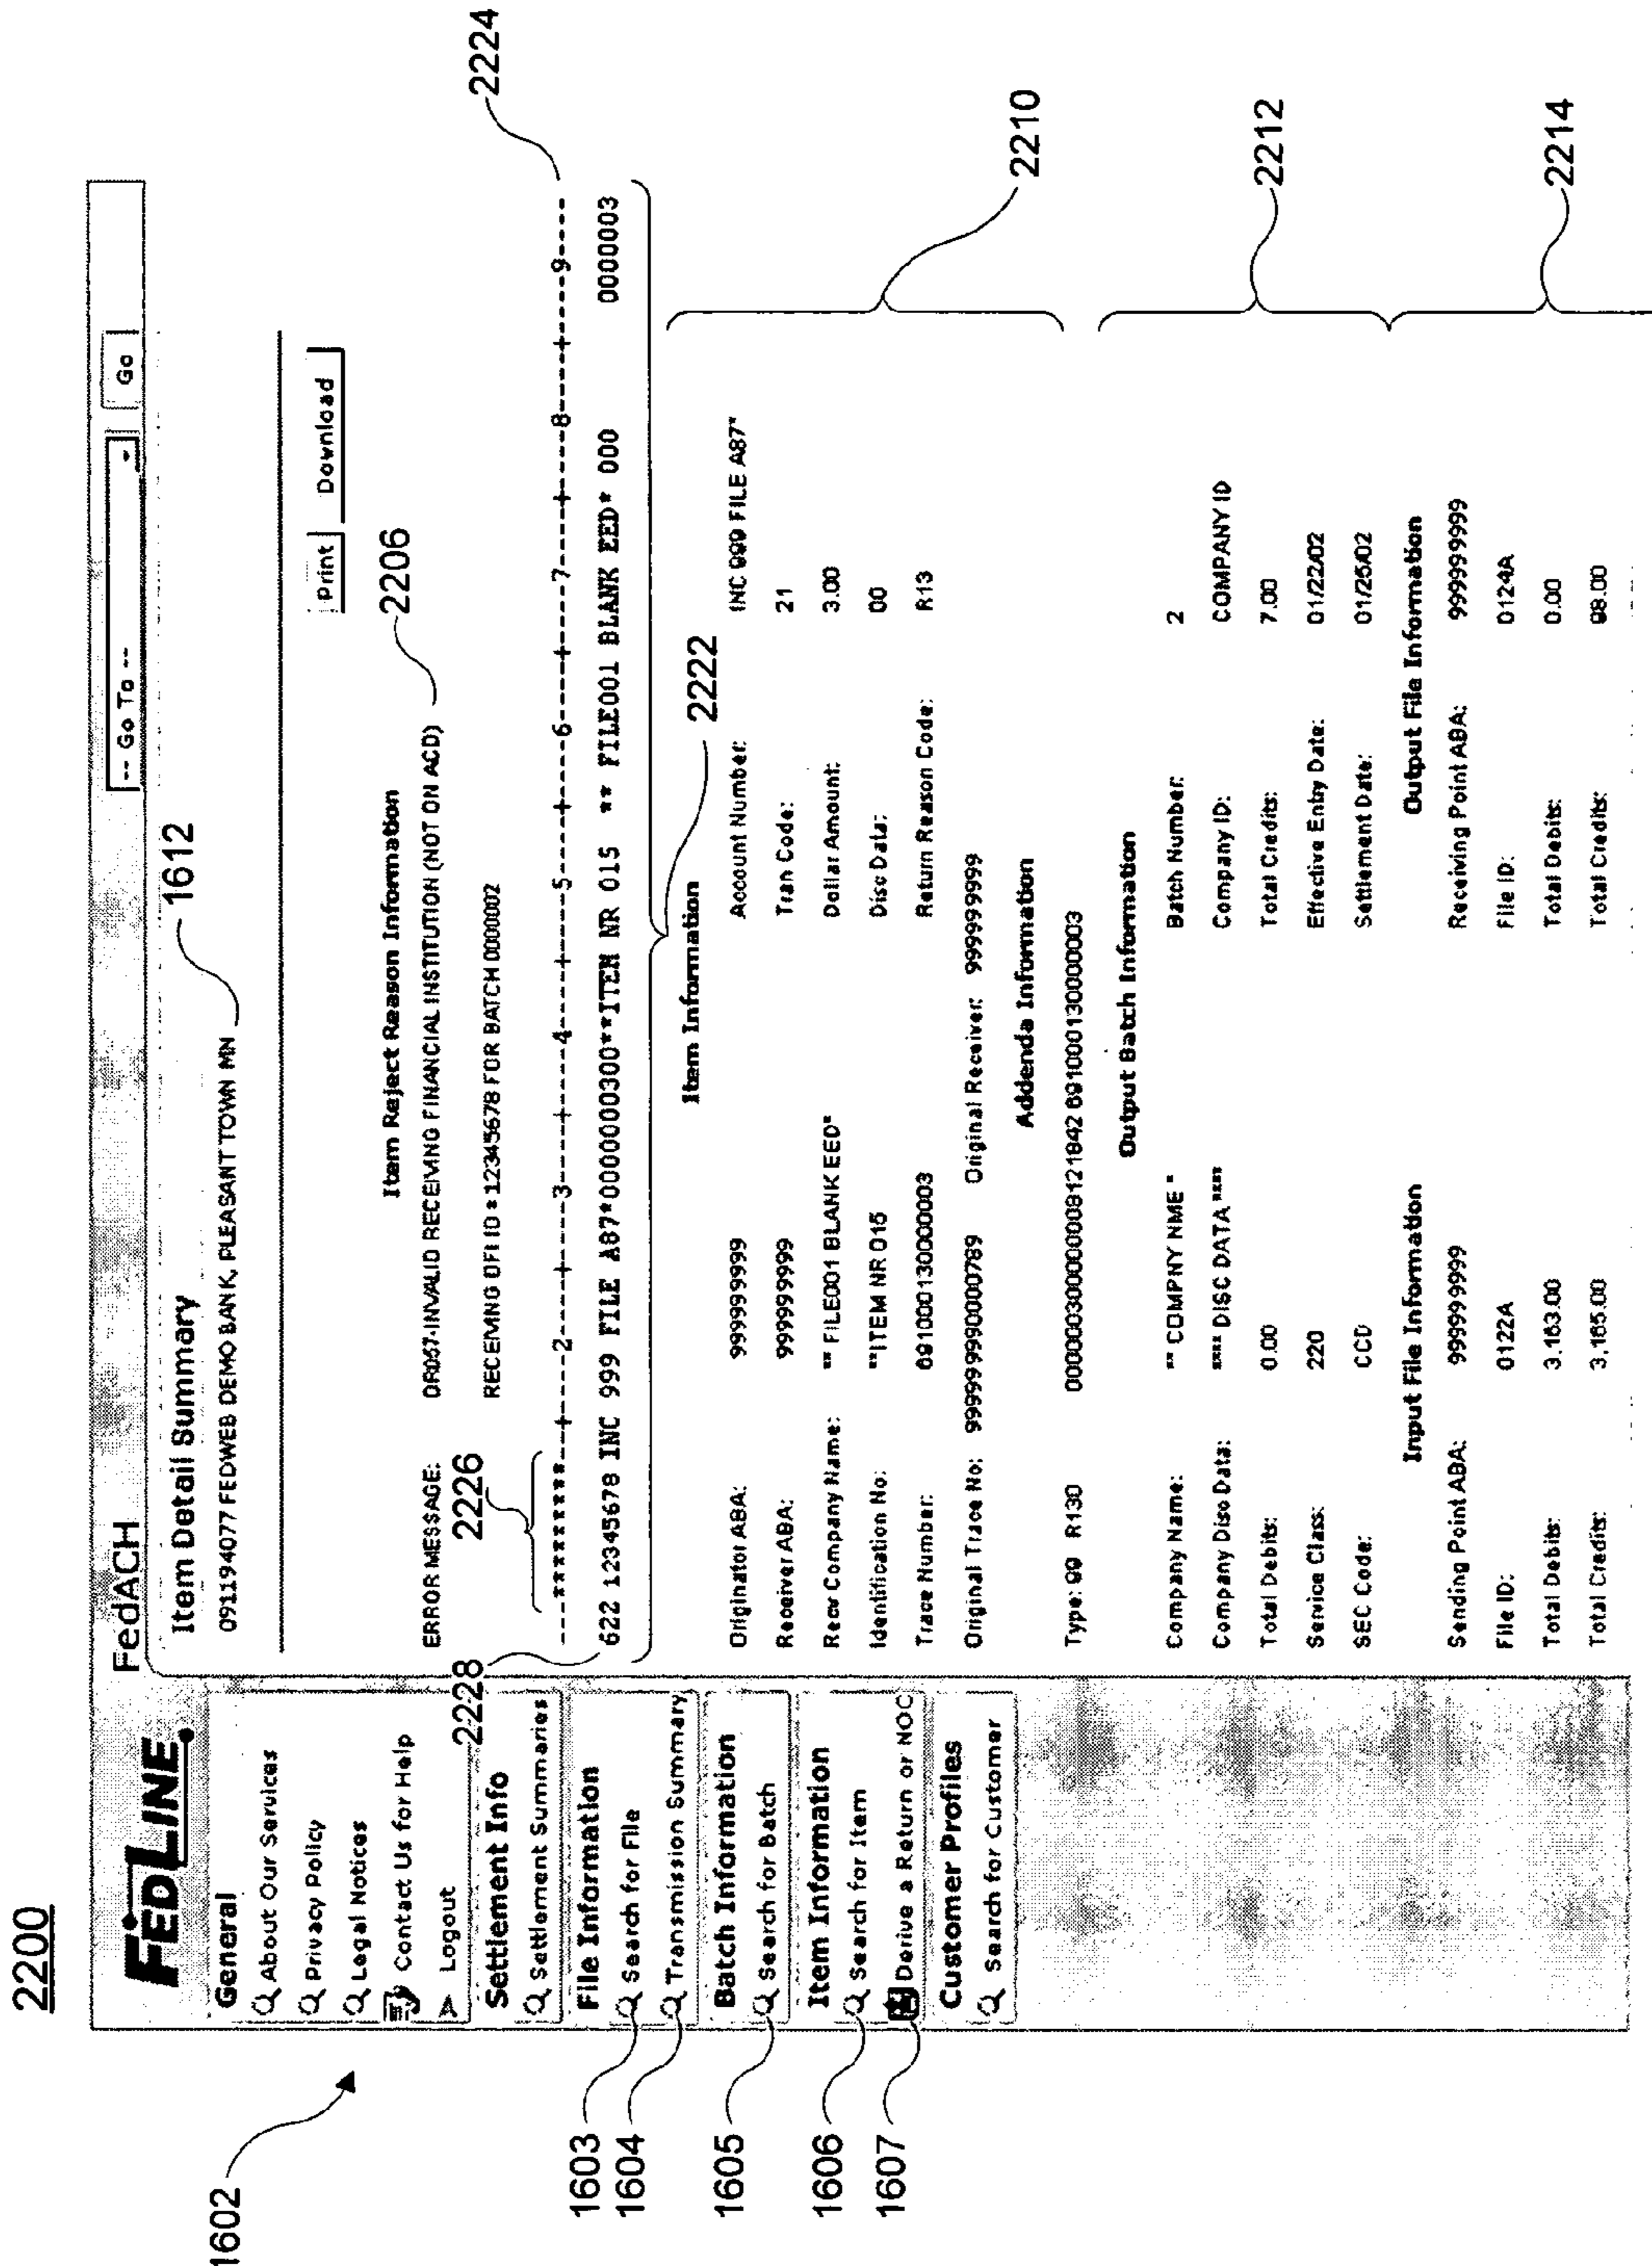 2200
1602
FEDLINE
General
About Our Services
Privacy Policy
Legal Notices
Contact Us for Help
Logout
Settlement Info
Settlement Summaries
File Information
1603
Search for File
1604
Transmission Summary
Batch Information
1605
Search for Batch
Item Information
1606
Search for Item
1607
Derive a Return or NOC
Customer Profiles
Search for Customer
FedACH
-- Go To --
Go
Item Detail Summary
1612
091194077 FEDWEB DEMO BANK, PLEASANT TOWN MN
Print
Download
Item Reject Reason Information
2206
ERROR MESSAGE: DR057-INVALID RECEIVING FINANCIAL INSTITUTION (NOT ON ACD)
2226
RECEIVING DFI ID = 12345678 FOR BATCH 0000002
2224
2228
---*********--+----2----+----3----+----4----+----5----+----6----+----7----+----8----+----9----
622 12345678 INC 999 FILE A87*0000000300**ITEM NR 015 ** FILE001 BLANK EED* 000 0000003
2222
Item Information
2210
Originator ABA: 999999999 Account Number: INC 999 FILE A87*
Receiver ABA: 999999999 Tran Code: 21
Recv Company Name: ** FILE001 BLANK EED* Dollar Amount: 3.00
Identification No: **ITEM NR 015 Disc Data: 00
Trace Number: 091000130000003 Return Reason Code: R13
Original Trace No: 999999990000789 Original Receiver: 999999999
Addenda Information
Type: 99 R130 00000030000000009121842 091000130000003
Output Batch Information
2212
Company Name: ** COMPNY NME * Batch Number: 2
Company Disc Data: **** DISC DATA **** Company ID: COMPANY ID
Total Debits: 0.00 Total Credits: 7.00
Service Class: 220 Effective Entry Date: 01/22/02
SEC Code: CCD Settlement Date: 01/25/02
Input File Information Output File Information
2214
Sending Point ABA: 999999999 Receiving Point ABA: 999999999
File ID: 0122A File ID: 0124A
Total Debits: 3,163.00 Total Debits: 0.00
Total Credits: 3,165.00 Total Credits: 98.00